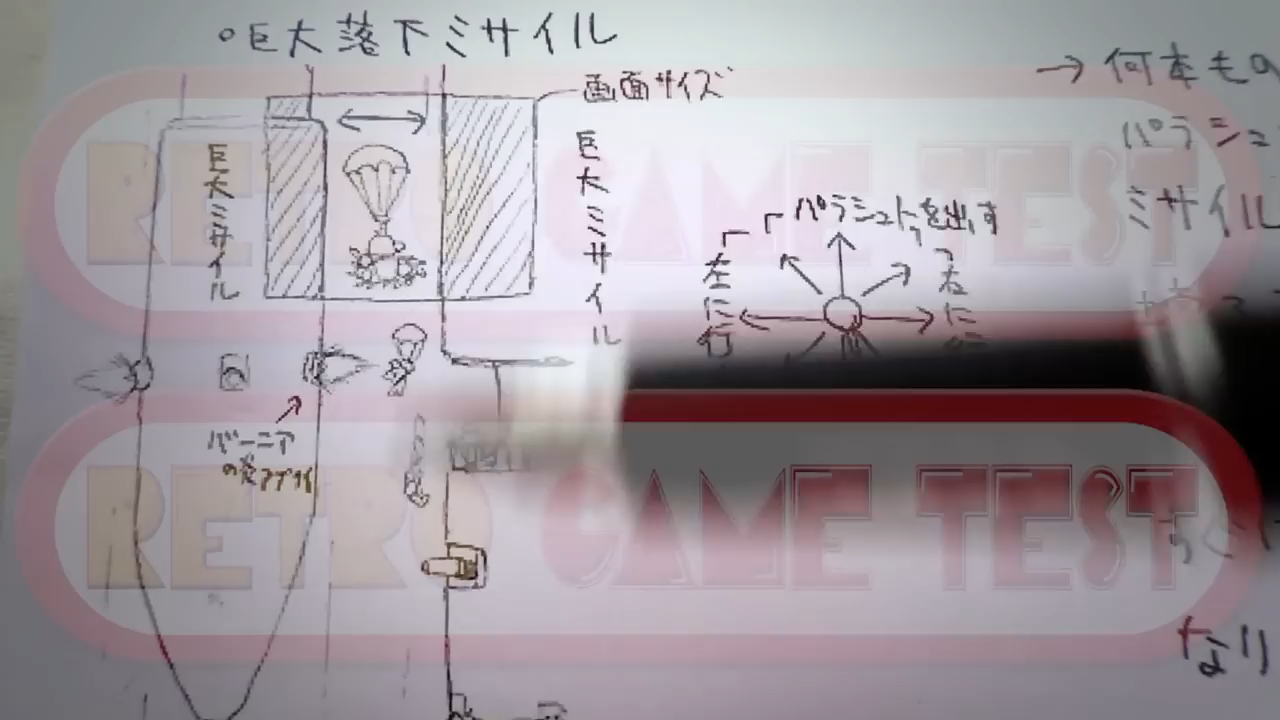 ○巨大落下ミサイル
画面サイズ
→ 何本もの
パラシュ
ミサイル
巨大ミサイル
巨大ミサイル
「パラシュートを出す
左に行
右に
バーニア
の炎アブナイ
なり
RETRO GAME TEST
RETRO GAME TEST